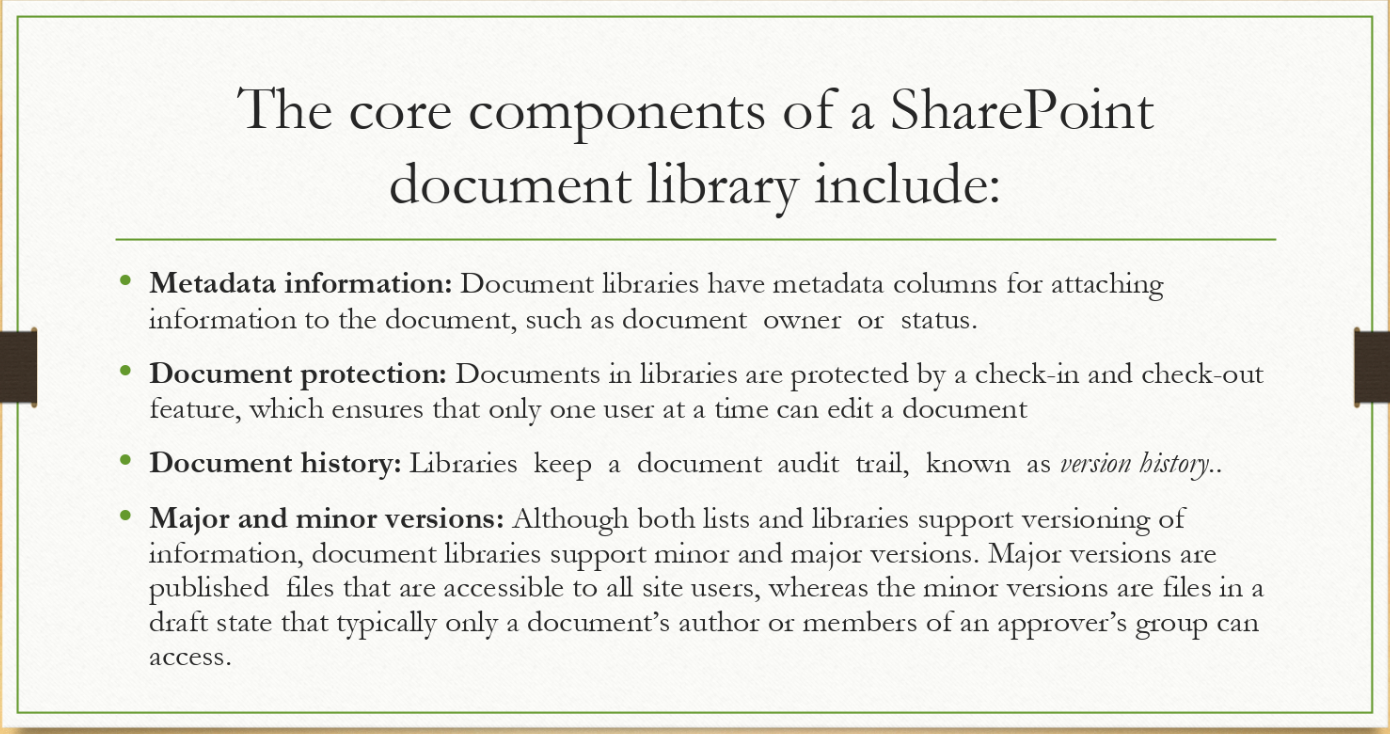 The core components of a SharePoint
document library include:
• Metadata information: Document libraries have metadata columns for attaching
information to the document, such as document  owner  or  status.
• Document protection: Documents in libraries are protected by a check-in and check-out
feature, which ensures that only one user at a time can edit a document
• Document history: Libraries  keep  a  document  audit  trail,  known  as version history..
• Major and minor versions: Although both lists and libraries support versioning of
information, document libraries support minor and major versions. Major versions are
published  files that are accessible to all site users, whereas the minor versions are files in a
draft state that typically only a document’s author or members of an approver’s group can
access.